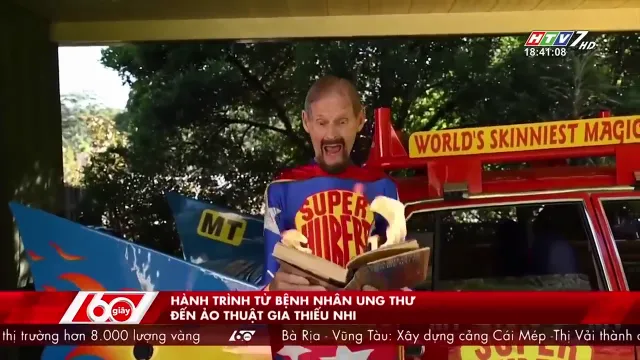 HTV7 HD
18:41:08
WORLD'S SKINNIEST MAGIC
SUPER
HUBERT
MT
60 giây
HÀNH TRÌNH TỪ BỆNH NHÂN UNG THƯ
ĐẾN ẢO THUẬT GIA THIẾU NHI
thị trường hơn 8.000 lượng vàng
Bà Rịa - Vũng Tàu: Xây dựng cảng Cái Mép -Thị Vải thành
SUPER